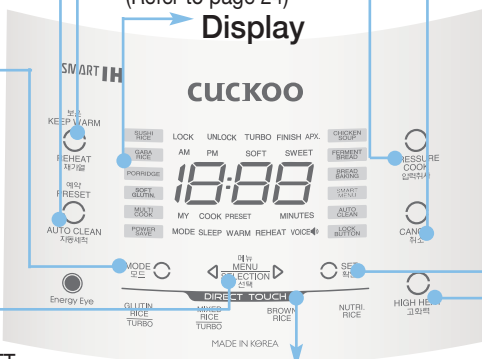 (Refer to page 24)
Display
SMART IH
CUCKOO
보온
KEEP WARM
REHEAT
재가열
예약
PRESET
AUTO CLEAN
자동세척
SUSHI RICE
GABA RICE
PORRIDGE
SOFT GLUTIN.
MULTI COOK
POWER SAVE
LOCK UNLOCK TURBO FINISH APX.
AM PM SOFT SWEET
18:88
MY COOK PRESET MINUTES
MODE SLEEP WARM REHEAT VOICE
CHICKEN SOUP
FERMENT BREAD
BREAD BAKING
SMART MENU
AUTO CLEAN
LOCK BUTTON
PRESSURE
COOK
압력취사
CANCEL
취소
MODE
모드
메뉴
MENU
SELECTION
선택
SET
Energy Eye
DIRECT TOUCH
GLUTIN
RICE
TURBO
MIXED
RICE
TURBO
BROWN
RICE
NUTRI.
RICE
HIGH HEAT
고화력
MADE IN KOREA